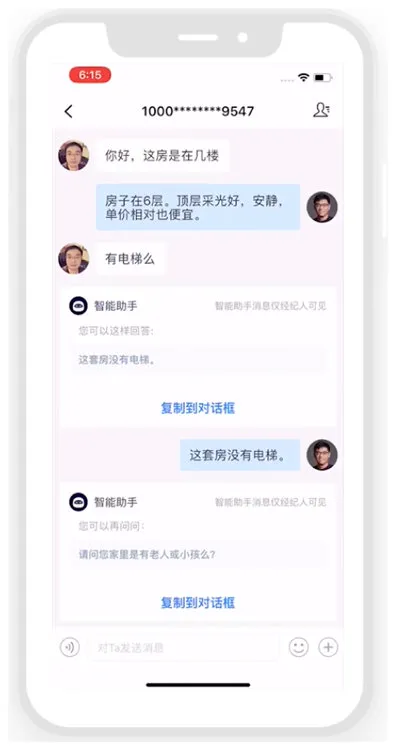 6:15
1000********9547
你好，这房是在几楼
房子在6层。顶层采光好，安静，
单价相对也便宜。
有电梯么
智能助手
智能助手消息仅经纪人可见
您可以这样回答:
这套房没有电梯。
复制到对话框
这套房没有电梯。
智能助手
智能助手消息仅经纪人可见
您可以再问问:
请问您家里是有老人或小孩么?
复制到对话框
对Ta发送消息